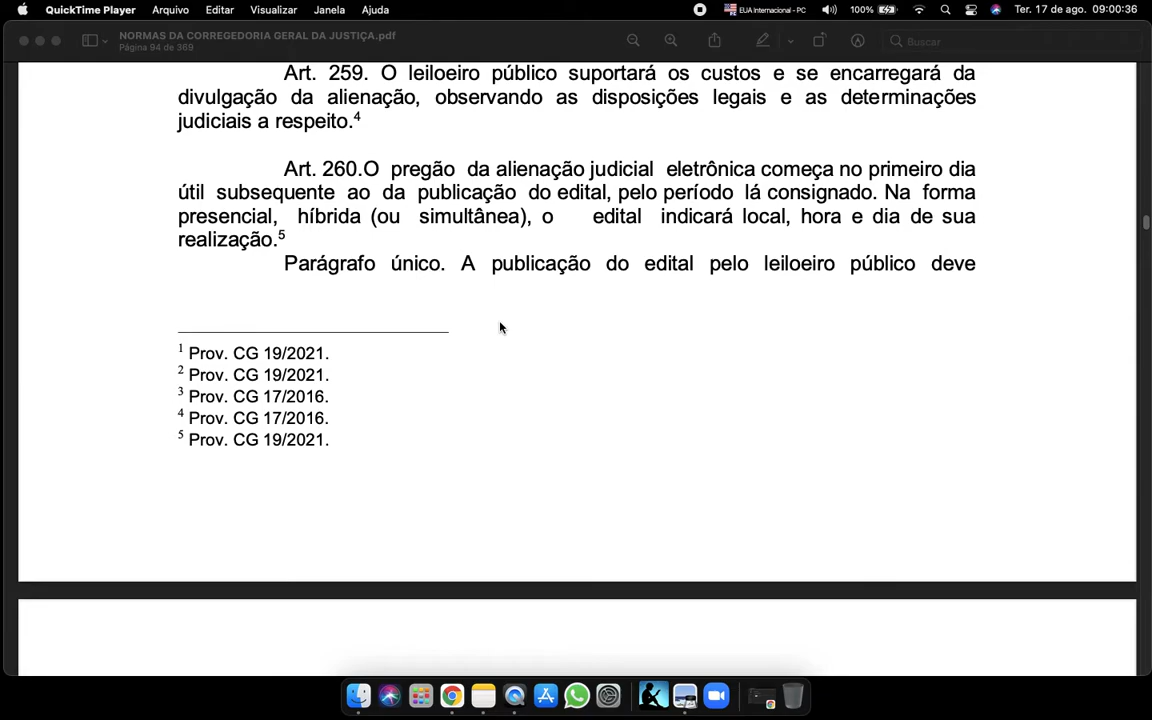 QuickTime Player Arquivo Editar Visualizar Janela Ajuda EUA Internacional - PC 100% Ter. 17 de ago. 09:00:36
NORMAS DA CORREGEDORIA GERAL DA JUSTIÇA.pdf
Página 94 de 369
Buscar
Art. 259. O leiloeiro público suportará os custos e se encarregará da
divulgação da alienação, observando as disposições legais e as determinações
judiciais a respeito.⁴
Art. 260.O pregão da alienação judicial eletrônica começa no primeiro dia
útil subsequente ao da publicação do edital, pelo período lá consignado. Na forma
presencial, híbrida (ou simultânea), o edital indicará local, hora e dia de sua
realização.⁵
Parágrafo único. A publicação do edital pelo leiloeiro público deve
¹ Prov. CG 19/2021.
² Prov. CG 19/2021.
³ Prov. CG 17/2016.
⁴ Prov. CG 17/2016.
⁵ Prov. CG 19/2021.